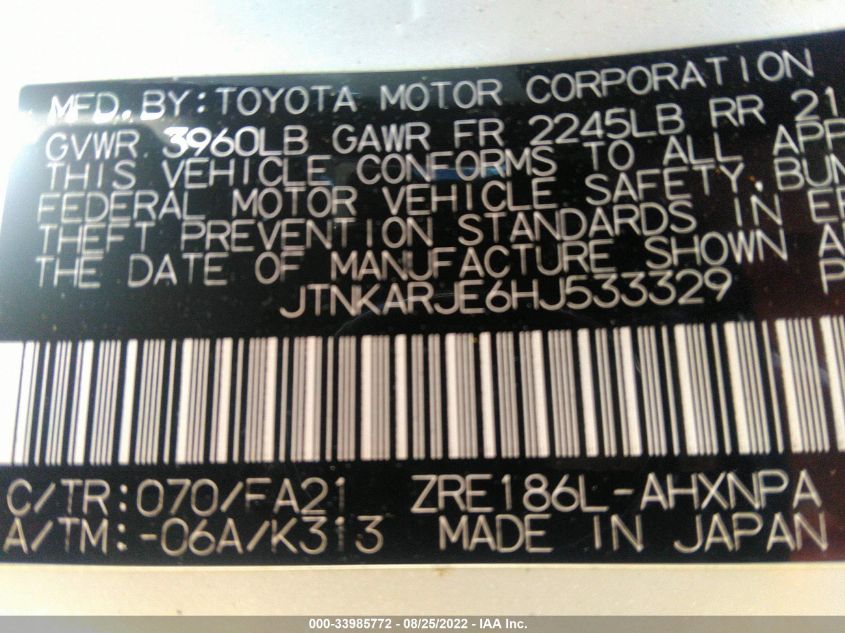 MFD.BY:TOYOTA MOTOR CORPORATION
GVWR 3960LB GAWR FR 2245LB RR 21
THIS VEHICLE CONFORMS TO ALL APP
FEDERAL MOTOR VEHICLE SAFETY,BUM
THEFT PREVENTION STANDARDS IN EF
THE DATE OF MANUFACTURE SHOWN A
JTNKARJE6HJ533329 P
C/TR:070/FA21 ZRE186L-AHXNPA
A/TM:-06A/K313 MADE IN JAPAN
000-33985772 — 08/25/2022 — IAA Inc.